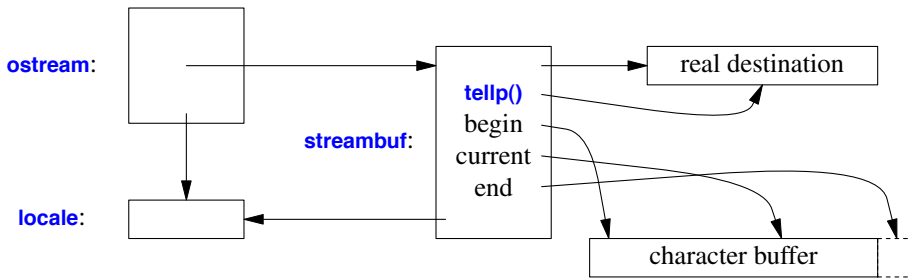 ostream:
real destination
tellp()
begin
streambuf:
current
end
locale:
character buffer